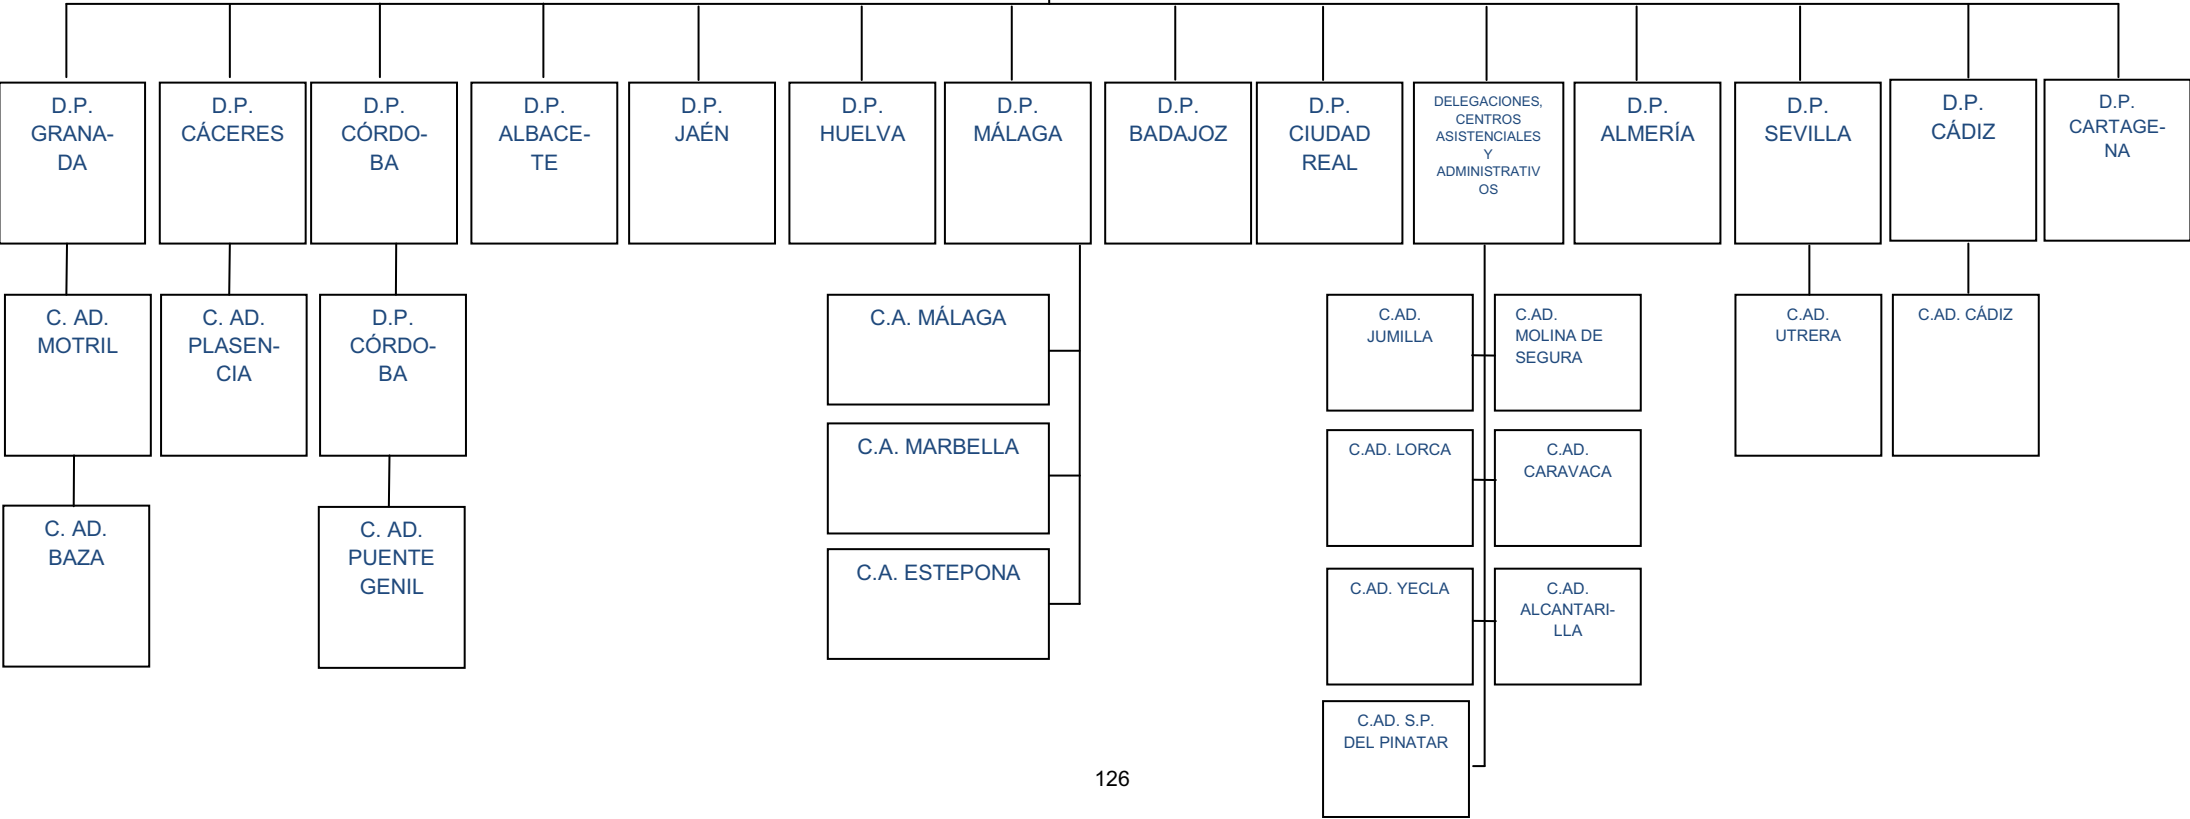 D.P.
GRANA-
DA
D.P.
CÁCERES
D.P.
CÓRDO-
BA
D.P.
ALBACE-
TE
D.P.
JAÉN
D.P.
HUELVA
D.P.
MÁLAGA
D.P.
BADAJOZ
D.P.
CIUDAD
REAL
DELEGACIONES,
CENTROS
ASISTENCIALES
Y
ADMINISTRATIV
OS
D.P.
ALMERÍA
D.P.
SEVILLA
D.P.
CÁDIZ
D.P.
CARTAGE-
NA
C. AD.
MOTRIL
C. AD.
PLASEN-
CIA
D.P.
CÓRDO-
BA
C.A. MÁLAGA
C.AD.
JUMILLA
C.AD.
MOLINA DE
SEGURA
C.AD.
UTRERA
C.AD. CÁDIZ
C.A. MARBELLA
C.AD. LORCA
C.AD.
CARAVACA
C. AD.
BAZA
C. AD.
PUENTE
GENIL
C.A. ESTEPONA
C.AD. YECLA
C.AD.
ALCANTARI-
LLA
C.AD. S.P.
DEL PINATAR
126